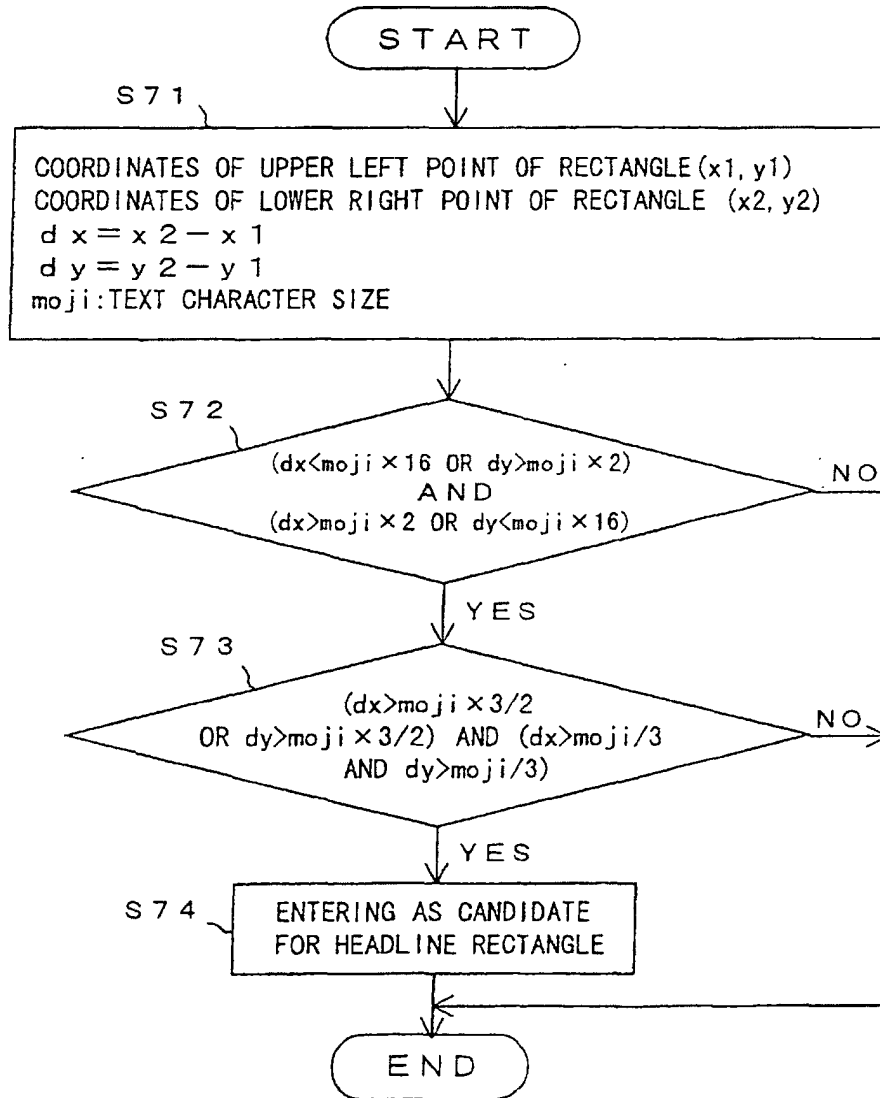 START
S71
COORDINATES OF UPPER LEFT POINT OF RECTANGLE(x1, y1)
COORDINATES OF LOWER RIGHT POINT OF RECTANGLE (x2, y2)
dx=x2-x1
dy=y2-y1
moji:TEXT CHARACTER SIZE
S72
(dx<moji×16 OR dy>moji×2)
AND
(dx>moji×2 OR dy<moji×16)
NO
YES
S73
(dx>moji×3/2
OR dy>moji×3/2) AND (dx>moji/3
AND dy>moji/3)
NO
YES
S74
ENTERING AS CANDIDATE
FOR HEADLINE RECTANGLE
END